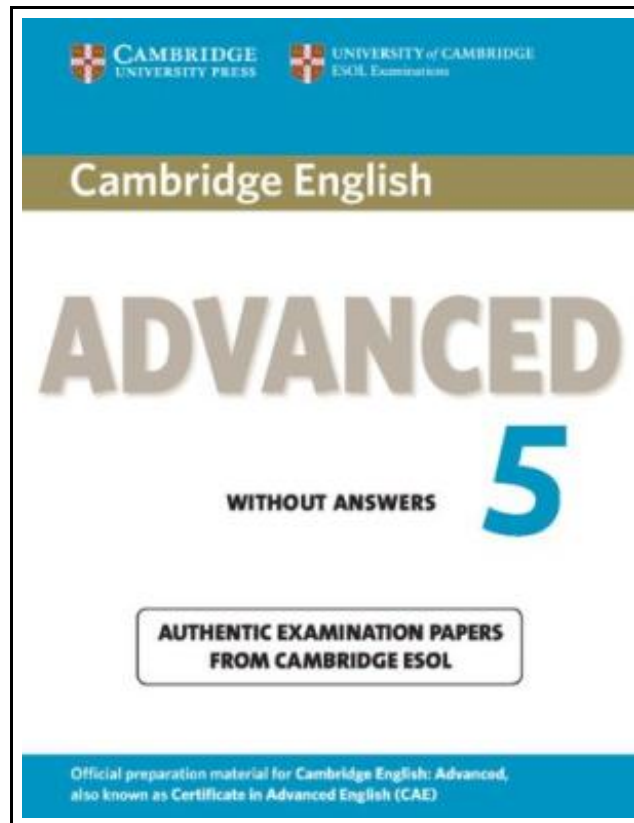 CAMBRIDGE
UNIVERSITY PRESS
UNIVERSITY of CAMBRIDGE
ESOL Examinations
Cambridge English
ADVANCED
5
WITHOUT ANSWERS
AUTHENTIC EXAMINATION PAPERS
FROM CAMBRIDGE ESOL
Official preparation material for Cambridge English: Advanced,
also known as Certificate in Advanced English (CAE)